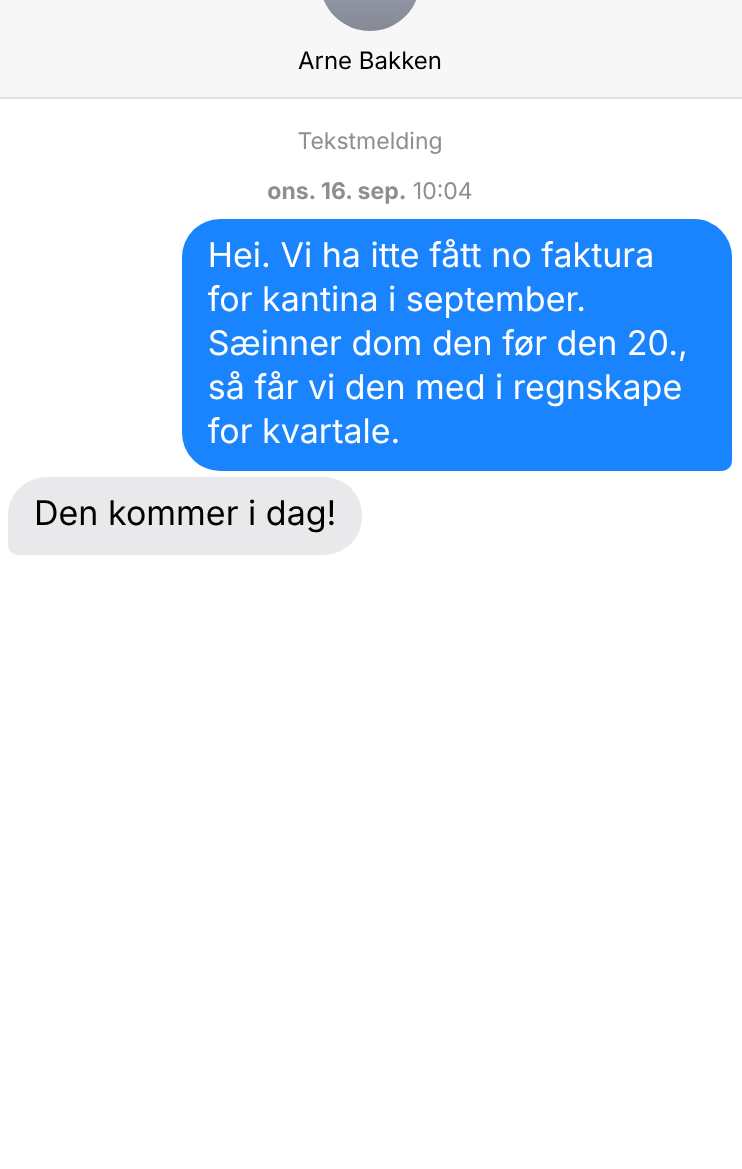 Arne Bakken
Tekstmelding
ons. 16. sep. 10:04
Hei. Vi ha itte fått no faktura
for kantina i september.
Sæinner dom den før den 20.,
så får vi den med i regnskape
for kvartale.
Den kommer i dag!